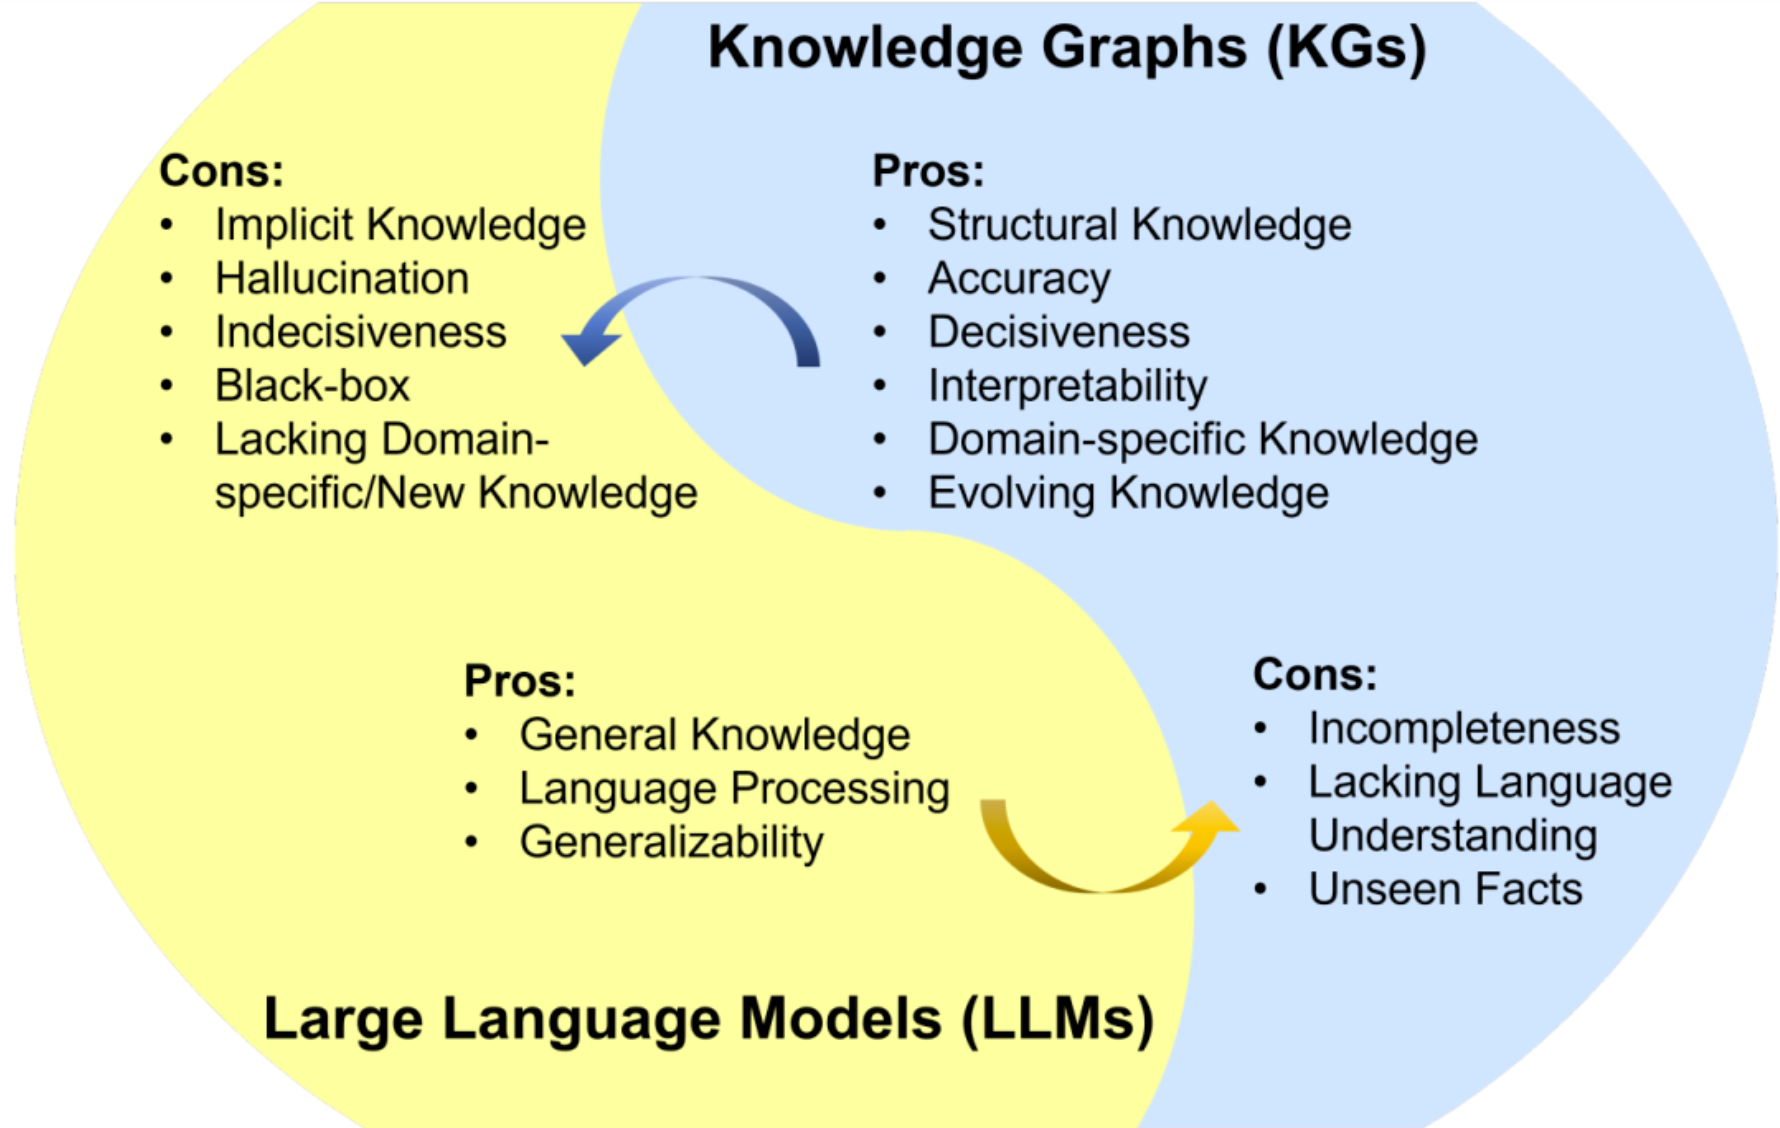 Knowledge Graphs (KGs)
Cons:
• Implicit Knowledge
• Hallucination
• Indecisiveness
• Black-box
• Lacking Domain-
specific/New Knowledge
Pros:
• Structural Knowledge
• Accuracy
• Decisiveness
• Interpretability
• Domain-specific Knowledge
• Evolving Knowledge
Pros:
• General Knowledge
• Language Processing
• Generalizability
Cons:
• Incompleteness
• Lacking Language
Understanding
• Unseen Facts
Large Language Models (LLMs)